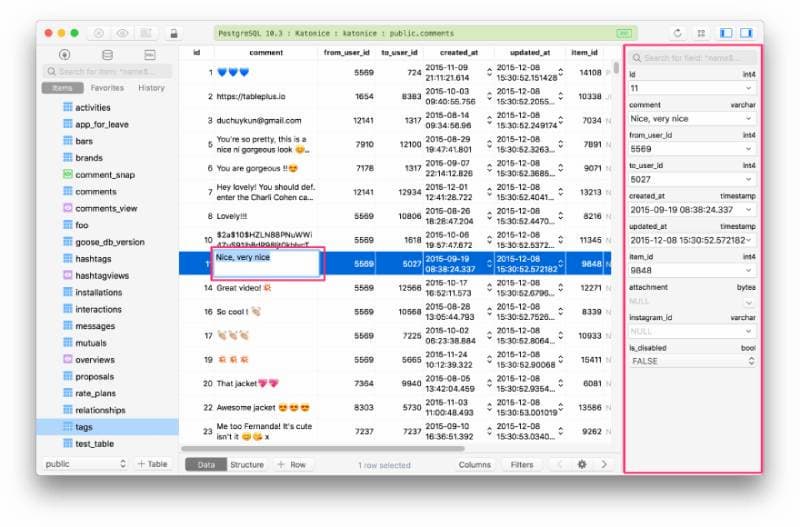 PostgreSQL 10.3 : Katonice : katonice : public.comments
SQL
Search for item: ^name$...
Items Favorites History
activities
app_for_leave
bars
brands
comment_snap
comments
comments_view
foo
goose_db_version
hashtags
hashtagviews
installations
interactions
messages
mutuals
overviews
proposals
rate_plans
relationships
tags
test_table
public
+ Table
id comment from_user_id to_user_id created_at updated_at item_id
1 💙💙💙 5569 724 2015-11-09 21:11:21.614 2015-12-08 15:30:52.151428 14108
2 https://tableplus.io 1654 8383 2015-10-03 09:40:55.756 2015-12-08 15:30:52.2055... 10338
3 duchuykun@gmail.com 12141 1317 2015-08-14 09:34:56.96 2015-12-08 15:30:52.249174 7034
5 You're so pretty, this is a nice ni gorgeous look 😊... 7910 12100 2015-08-29 19:47:41.801 2015-12-08 15:30:52.3263... 7891
6 You are gorgeous !!😍 7178 1317 2015-09-07 22:14:12.826 2015-12-08 15:30:52.3685... 9071
7 Hey lovely! You should def. enter the Charli Cohen ca... 12141 12934 2015-12-01 12:41:28.722 2015-12-08 15:30:52.4041... 13213
8 Lovely!!! 12141 10806 2015-08-26 18:28:47.204 2015-12-08 15:30:52.4470... 8216
10 5569 1618 2015-10-06 19:57:47.672 2015-12-08 15:30:52.5372... 11345
11 Nice, very nice 5569 5027 2015-09-19 08:38:24.337 2015-12-08 15:30:52.572182 9848
14 Great video! 💥 5569 12566 2015-10-17 16:52:11.573 2015-12-08 15:30:52.6796... 12271
16 So cool ! 👏🏻 5569 10568 2015-08-28 13:05:44.793 2015-12-08 15:30:52.7526... 8339
17 👏🏻👏🏻👏🏻 5569 7225 2015-10-02 06:23:38.884 2015-12-08 15:30:52.8064... 10933
19 💥💥💥 5569 5665 2015-11-24 10:12:39.322 2015-12-08 15:30:52.90068 15411
20 That jacket💖💖 7364 9940 2015-08-05 13:42:04.459 2015-12-08 15:30:52.9354... 6081
22 Awesome jacket 😍😍😍 8303 5730 2015-11-03 11:00:48.493 2015-12-08 15:30:53.001019 13586
23 Me too Fernanda! It's cute isn't it 😊😘 x 7237 7237 2015-09-10 16:36:51.392 2015-12-08 15:30:53.0340... 9262
Data Structure + Row 1 row selected Columns Filters
Search for field: ^name$...
id int4
11
comment varchar
Nice, very nice
from_user_id int4
5569
to_user_id int4
5027
created_at timestamp
2015-09-19 08:38:24.337
updated_at timestamp
2015-12-08 15:30:52.572182
item_id int4
9848
attachment bytea
NULL
instagram_id varchar
NULL
is_disabled bool
FALSE